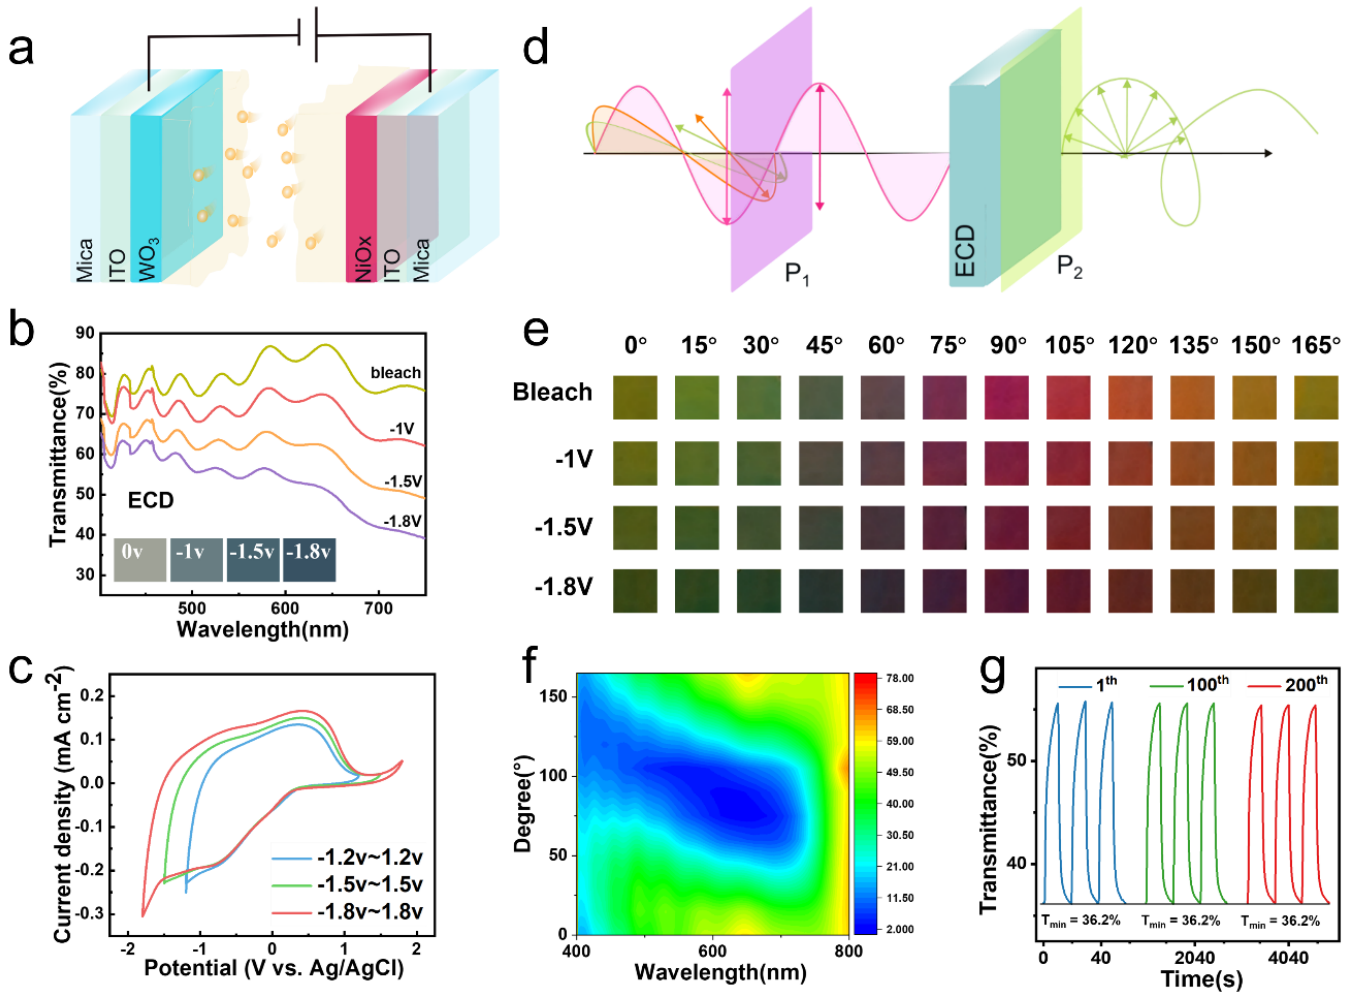 a
Mica
ITO
WO3
NiOx
ITO
Mica
d
P1
ECD
P2
b
Transmittance(%)
90
80
70
60
50
40
30
bleach
-1V
-1.5V
-1.8V
ECD
0v -1v -1.5v -1.8v
500 600 700
Wavelength(nm)
e
0° 15° 30° 45° 60° 75° 90° 105° 120° 135° 150° 165°
Bleach
-1V
-1.5V
-1.8V
c
Current density (mA cm-2)
0.2
0.1
0.0
-0.1
-0.2
-0.3
-1.2v~1.2v
-1.5v~1.5v
-1.8v~1.8v
-2 -1 0 1 2
Potential (V vs. Ag/AgCl)
f
Degree(°)
150
100
50
0
400 600 800
Wavelength(nm)
78.00
69.00
59.50
50.00
40.00
31.50
21.00
11.00
2.000
g
Transmittance(%)
50
40
1th 100th 200th
Tmin = 36.2% Tmin = 36.2% Tmin = 36.2%
0 40 2040 4040
Time(s)